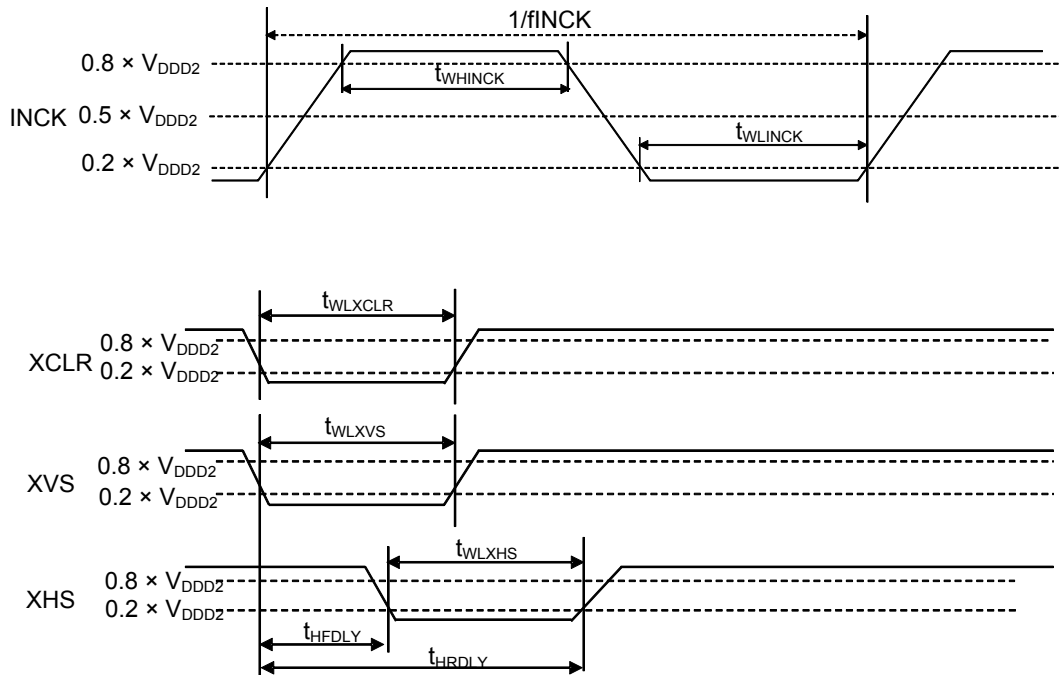 1/fINCK
0.8 × VDDD2
tWHINCK
INCK 0.5 × VDDD2
tWLINCK
0.2 × VDDD2
tWLXCLR
0.8 × VDDD2
XCLR
0.2 × VDDD2
tWLXVS
0.8 × VDDD2
XVS
0.2 × VDDD2
tWLXHS
0.8 × VDDD2
XHS
0.2 × VDDD2
tHFDLY
tHRDLY